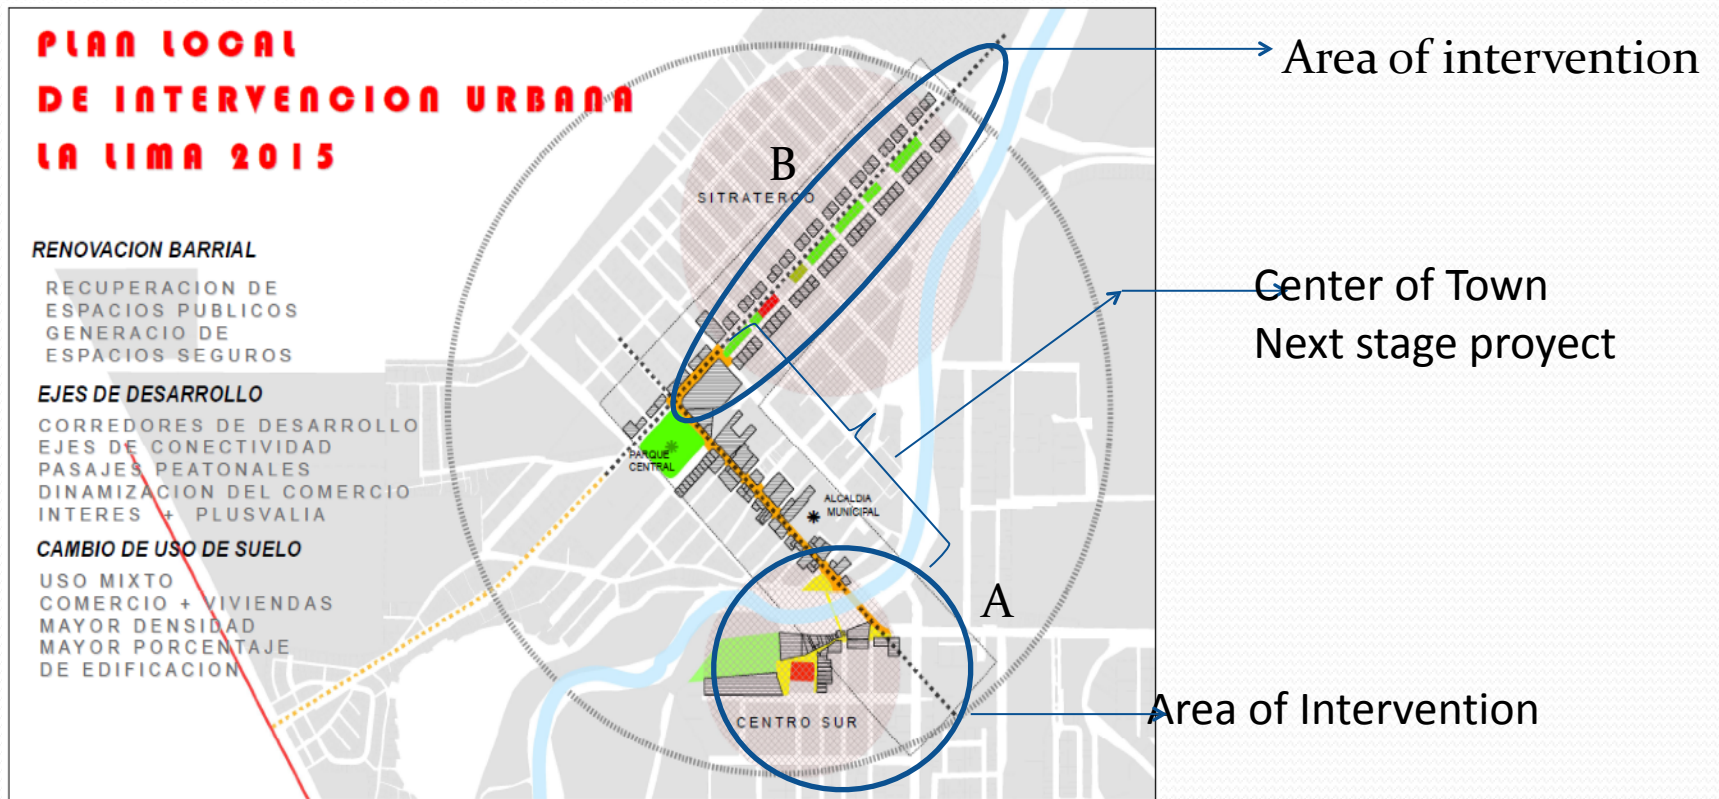 PLAN LOCAL
DE INTERVENCION URBANA
LA LIMA 2015
RENOVACION BARRIAL
RECUPERACION DE
ESPACIOS PUBLICOS
GENERACIO DE
ESPACIOS SEGUROS
EJES DE DESARROLLO
CORREDORES DE DESARROLLO
EJES DE CONECTIVIDAD
PASAJES PEATONALES
DINAMIZACION DEL COMERCIO
INTERES + PLUSVALIA
CAMBIO DE USO DE SUELO
USO MIXTO
COMERCIO + VIVIENDAS
MAYOR DENSIDAD
MAYOR PORCENTAJE
DE EDIFICACION
B
SITRATERCO
PARQUE
CENTRAL
ALCALDIA
MUNICIPAL
A
CENTRO SUR
Area of intervention
Center of Town
Next stage proyect
Area of Intervention